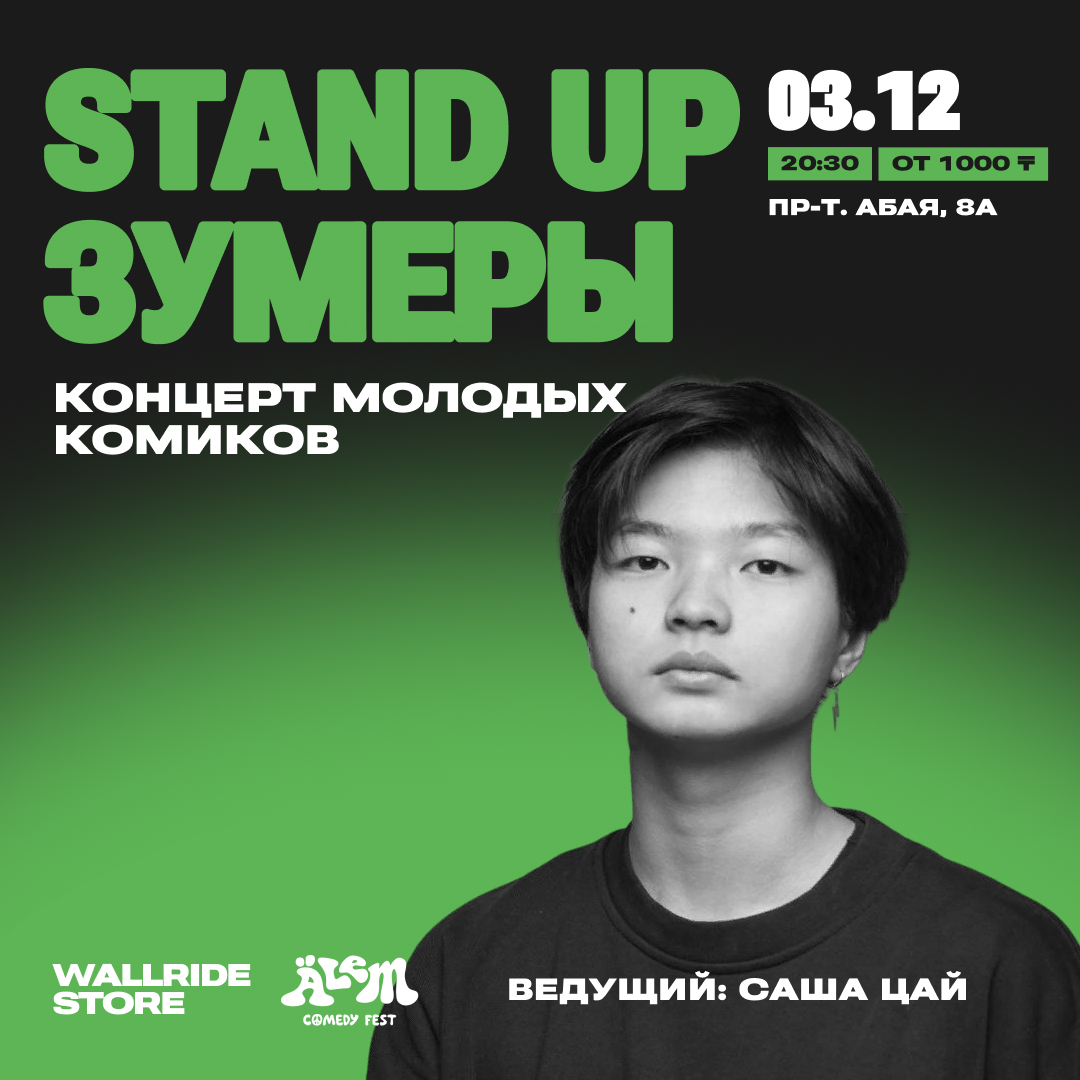 STAND UP
ЗУМЕРЫ
03.12
20:30 ОТ 1000 ₸
ПР-Т. АБАЯ, 8А
КОНЦЕРТ МОЛОДЫХ
КОМИКОВ
WALLRIDE
STORE
ÄLEM
COMEDY FEST
ВЕДУЩИЙ: САША ЦАЙ